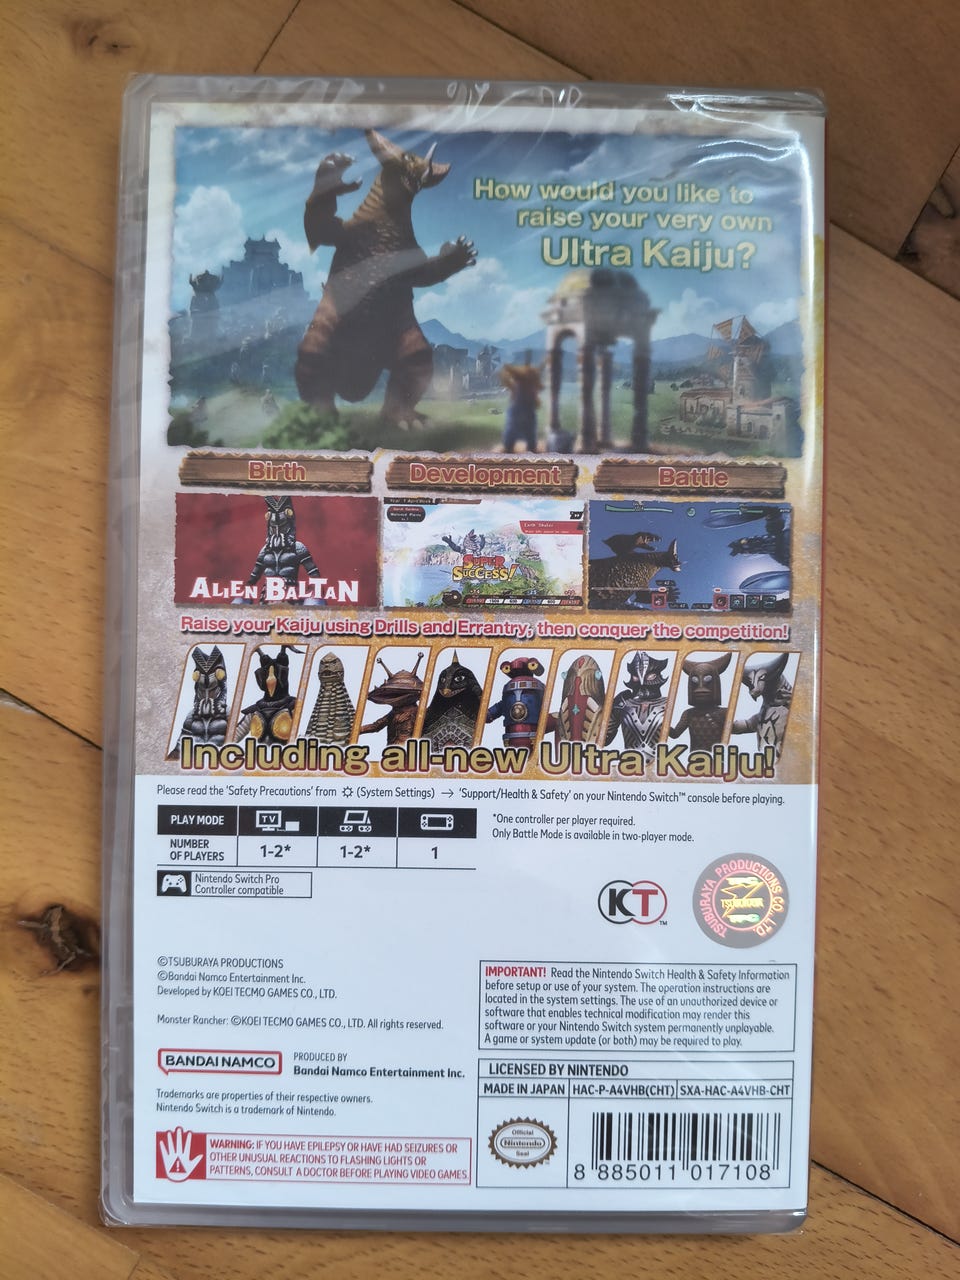 How would you like to
raise your very own
Ultra Kaiju?
Birth
Development
Battle
ALIEN BALTAN
SUPER
SUCCESS!
Raise your Kaiju using Drills and Errantry, then conquer the competition!
Including all-new Ultra Kaiju!
Please read the 'Safety Precautions' from (System Settings) → 'Support/Health & Safety' on your Nintendo Switch™ console before playing.
PLAY MODE
TV
NUMBER
OF PLAYERS
1-2*
1-2*
1
*One controller per player required.
Only Battle Mode is available in two-player mode.
Nintendo Switch Pro
Controller compatible
KT™
TSUBURAYA PRODUCTIONS CO., LTD.
TSUBURAYA
©TSUBURAYA PRODUCTIONS
©Bandai Namco Entertainment Inc.
Developed by KOEI TECMO GAMES CO., LTD.
Monster Rancher: ©KOEI TECMO GAMES CO., LTD. All rights reserved.
IMPORTANT! Read the Nintendo Switch Health & Safety Information
before setup or use of your system. The operation instructions are
located in the system settings. The use of an unauthorized device or
software that enables technical modification may render this
software or your Nintendo Switch system permanently unplayable.
A game or system update (or both) may be required to play.
BANDAI NAMCO
PRODUCED BY
Bandai Namco Entertainment Inc.
Trademarks are properties of their respective owners.
Nintendo Switch is a trademark of Nintendo.
WARNING: IF YOU HAVE EPILEPSY OR HAVE HAD SEIZURES OR
OTHER UNUSUAL REACTIONS TO FLASHING LIGHTS OR
PATTERNS, CONSULT A DOCTOR BEFORE PLAYING VIDEO GAMES
LICENSED BY NINTENDO
MADE IN JAPAN
HAC-P-A4VHB(CHT)
SXA-HAC-A4VHB-CHT
Official
Nintendo
Seal
8 885011 017108